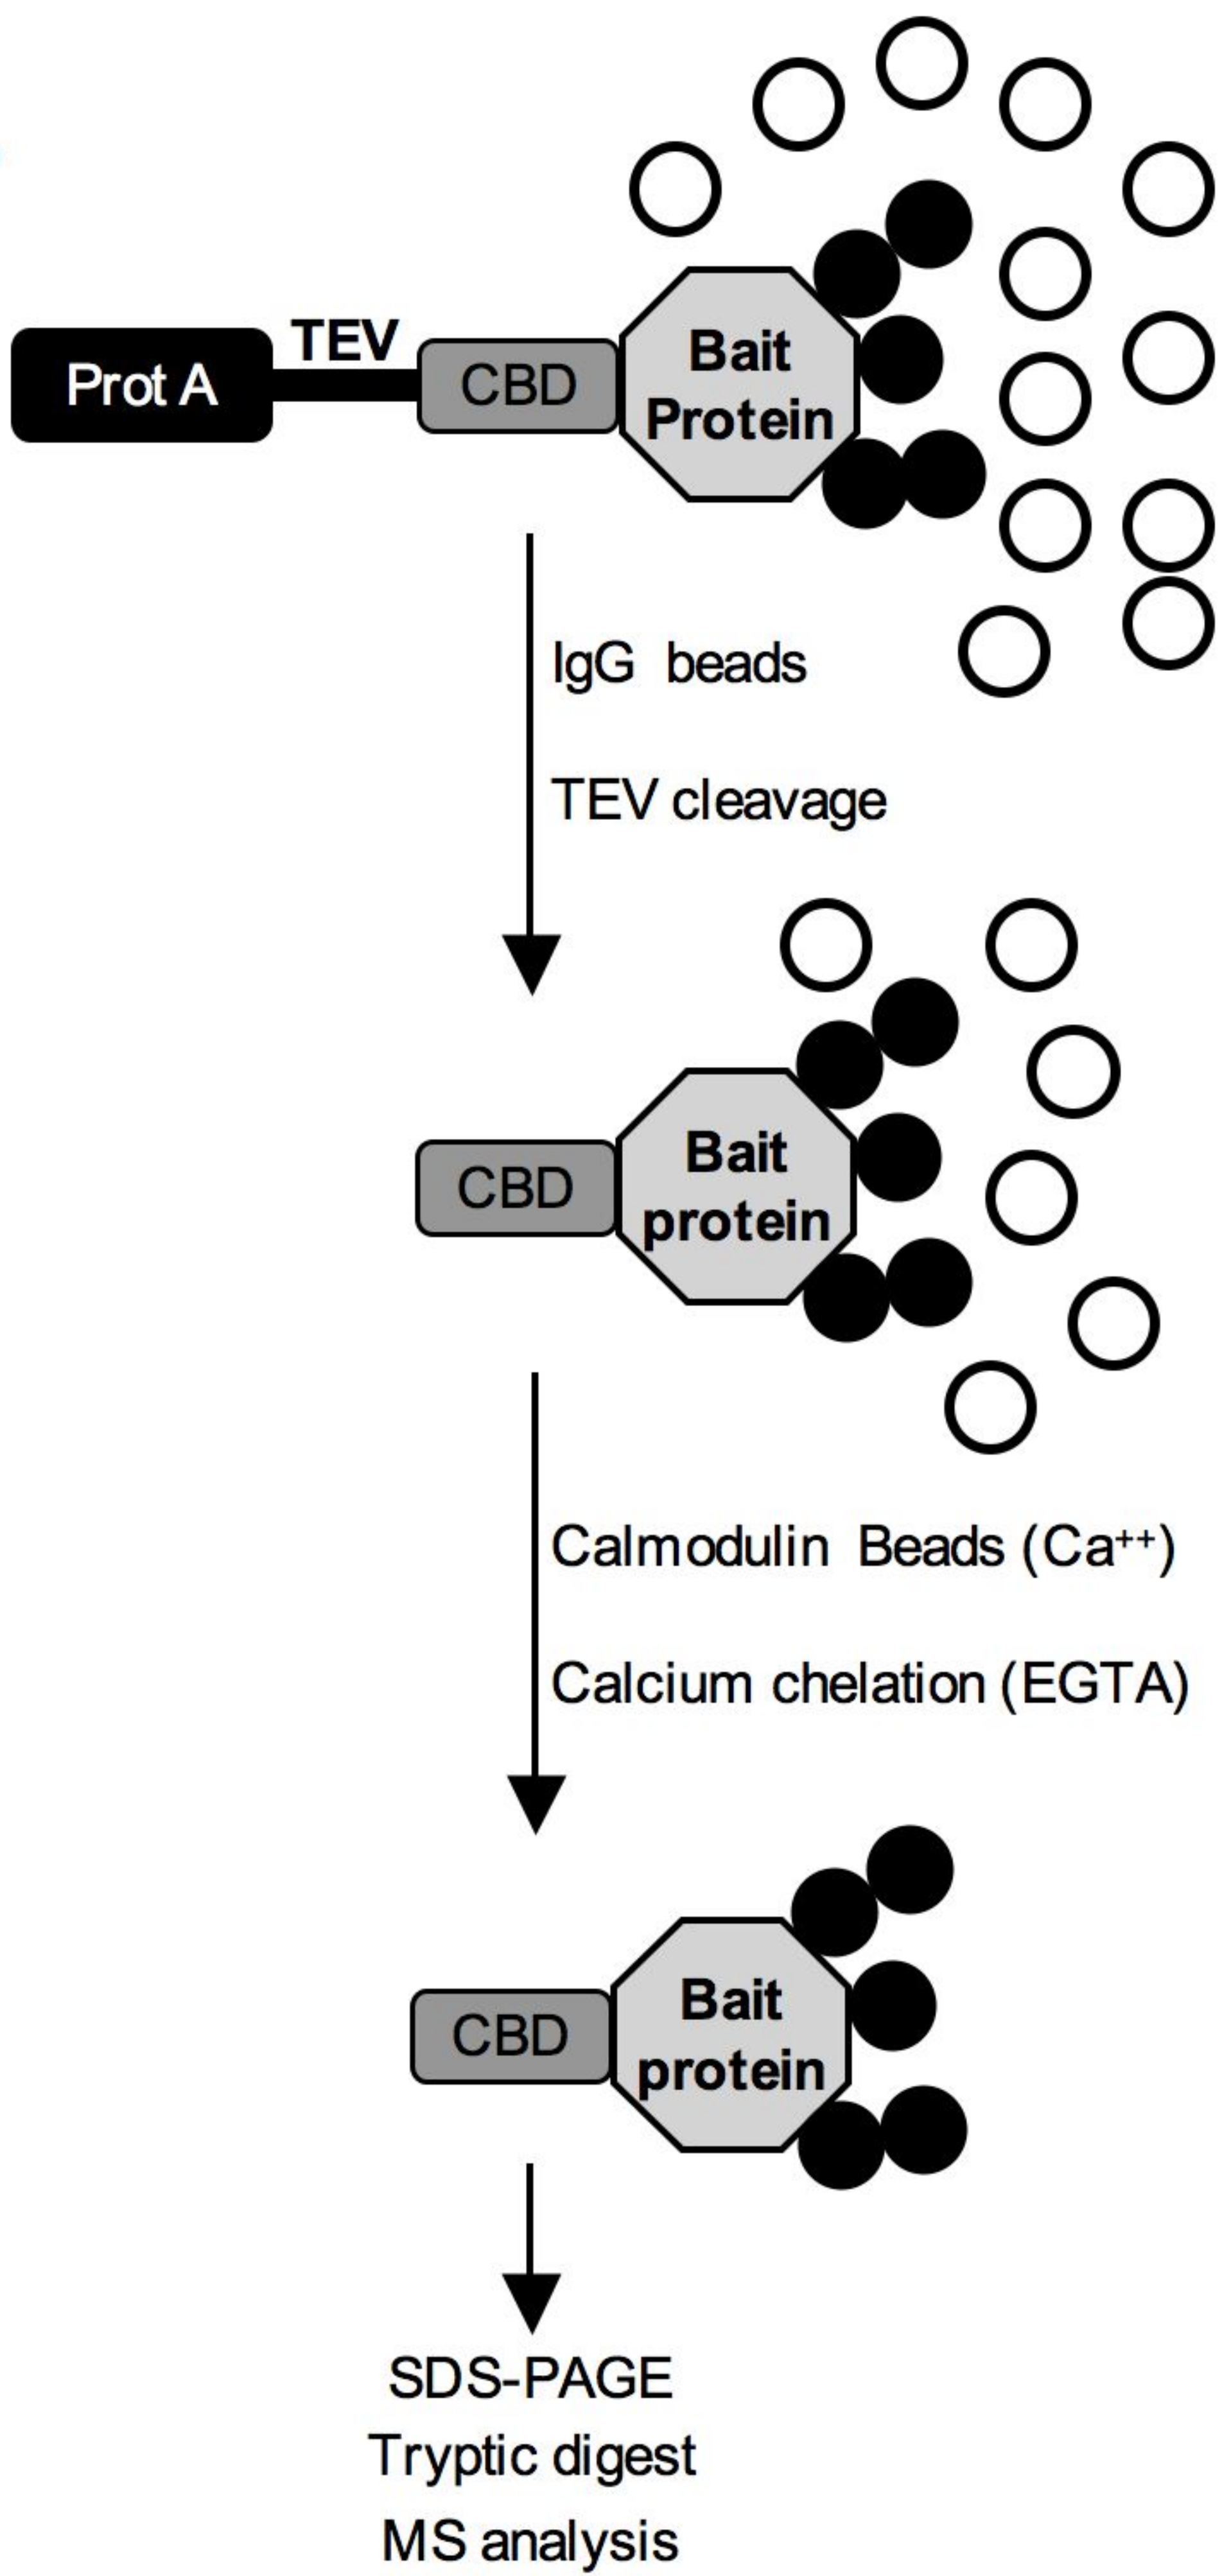 TEV
Prot A
CBD
Bait
Protein
IgG beads
TEV cleavage
CBD
Bait
protein
Calmodulin Beads (Ca⁺⁺)
Calcium chelation (EGTA)
CBD
Bait
protein
SDS-PAGE
Tryptic digest
MS analysis